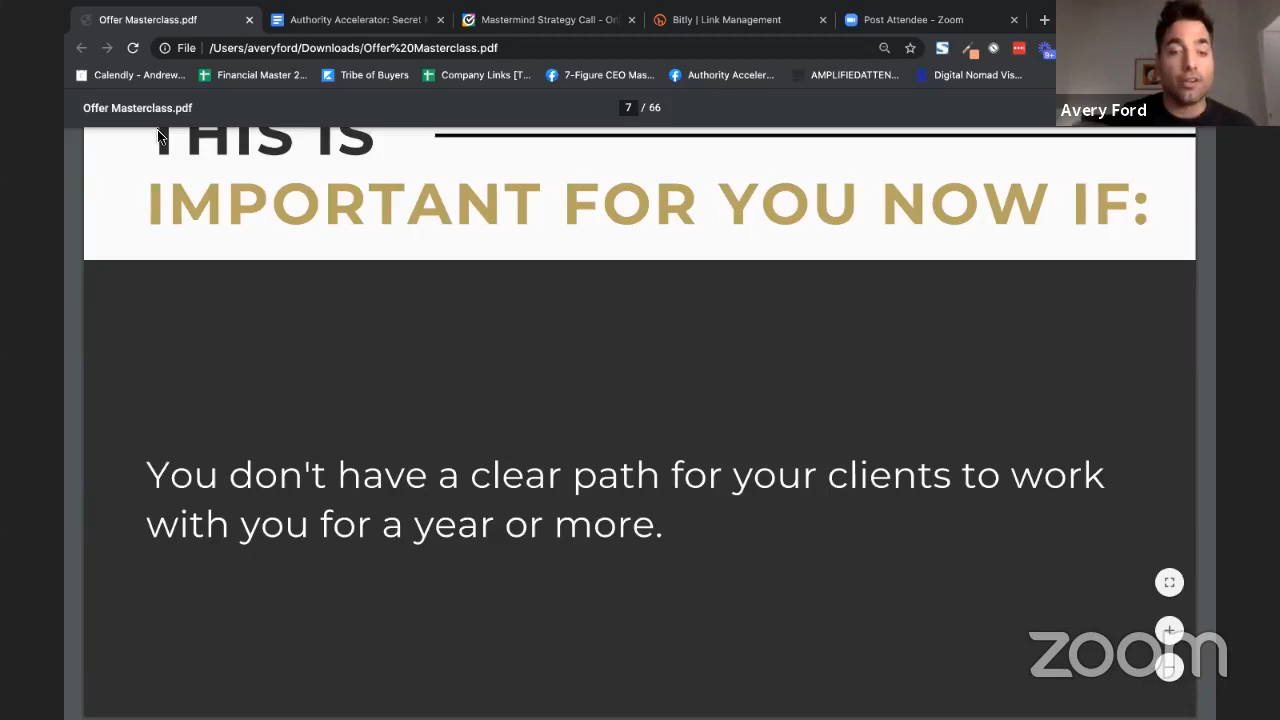 Offer Masterclass.pdf
Authority Accelerator: Secret
Mastermind Strategy Call - On
Bitly | Link Management
Post Attendee - Zoom
File
/Users/averyford/Downloads/Offer%20Masterclass.pdf
9+
Calendly - Andrew...
Financial Master 2...
Tribe of Buyers
Company Links [T...
7-Figure CEO Mas...
Authority Acceler...
AMPLIFIEDATTEN...
Digital Nomad Vis...
Offer Masterclass.pdf
7 / 66
Avery Ford
THIS IS
IMPORTANT FOR YOU NOW IF:
You don't have a clear path for your clients to work
with you for a year or more.
zoom